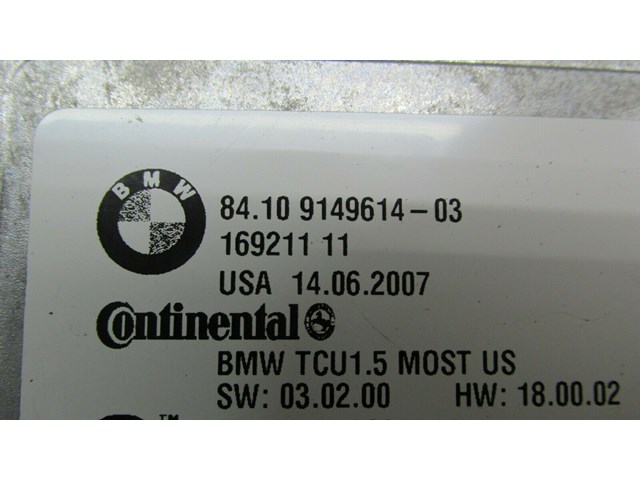 BMW
84.10 9149614-03
169211 11
USA 14.06.2007
Continental
BMW TCU1.5 MOST US
SW: 03.02.00 HW: 18.00.02
TM